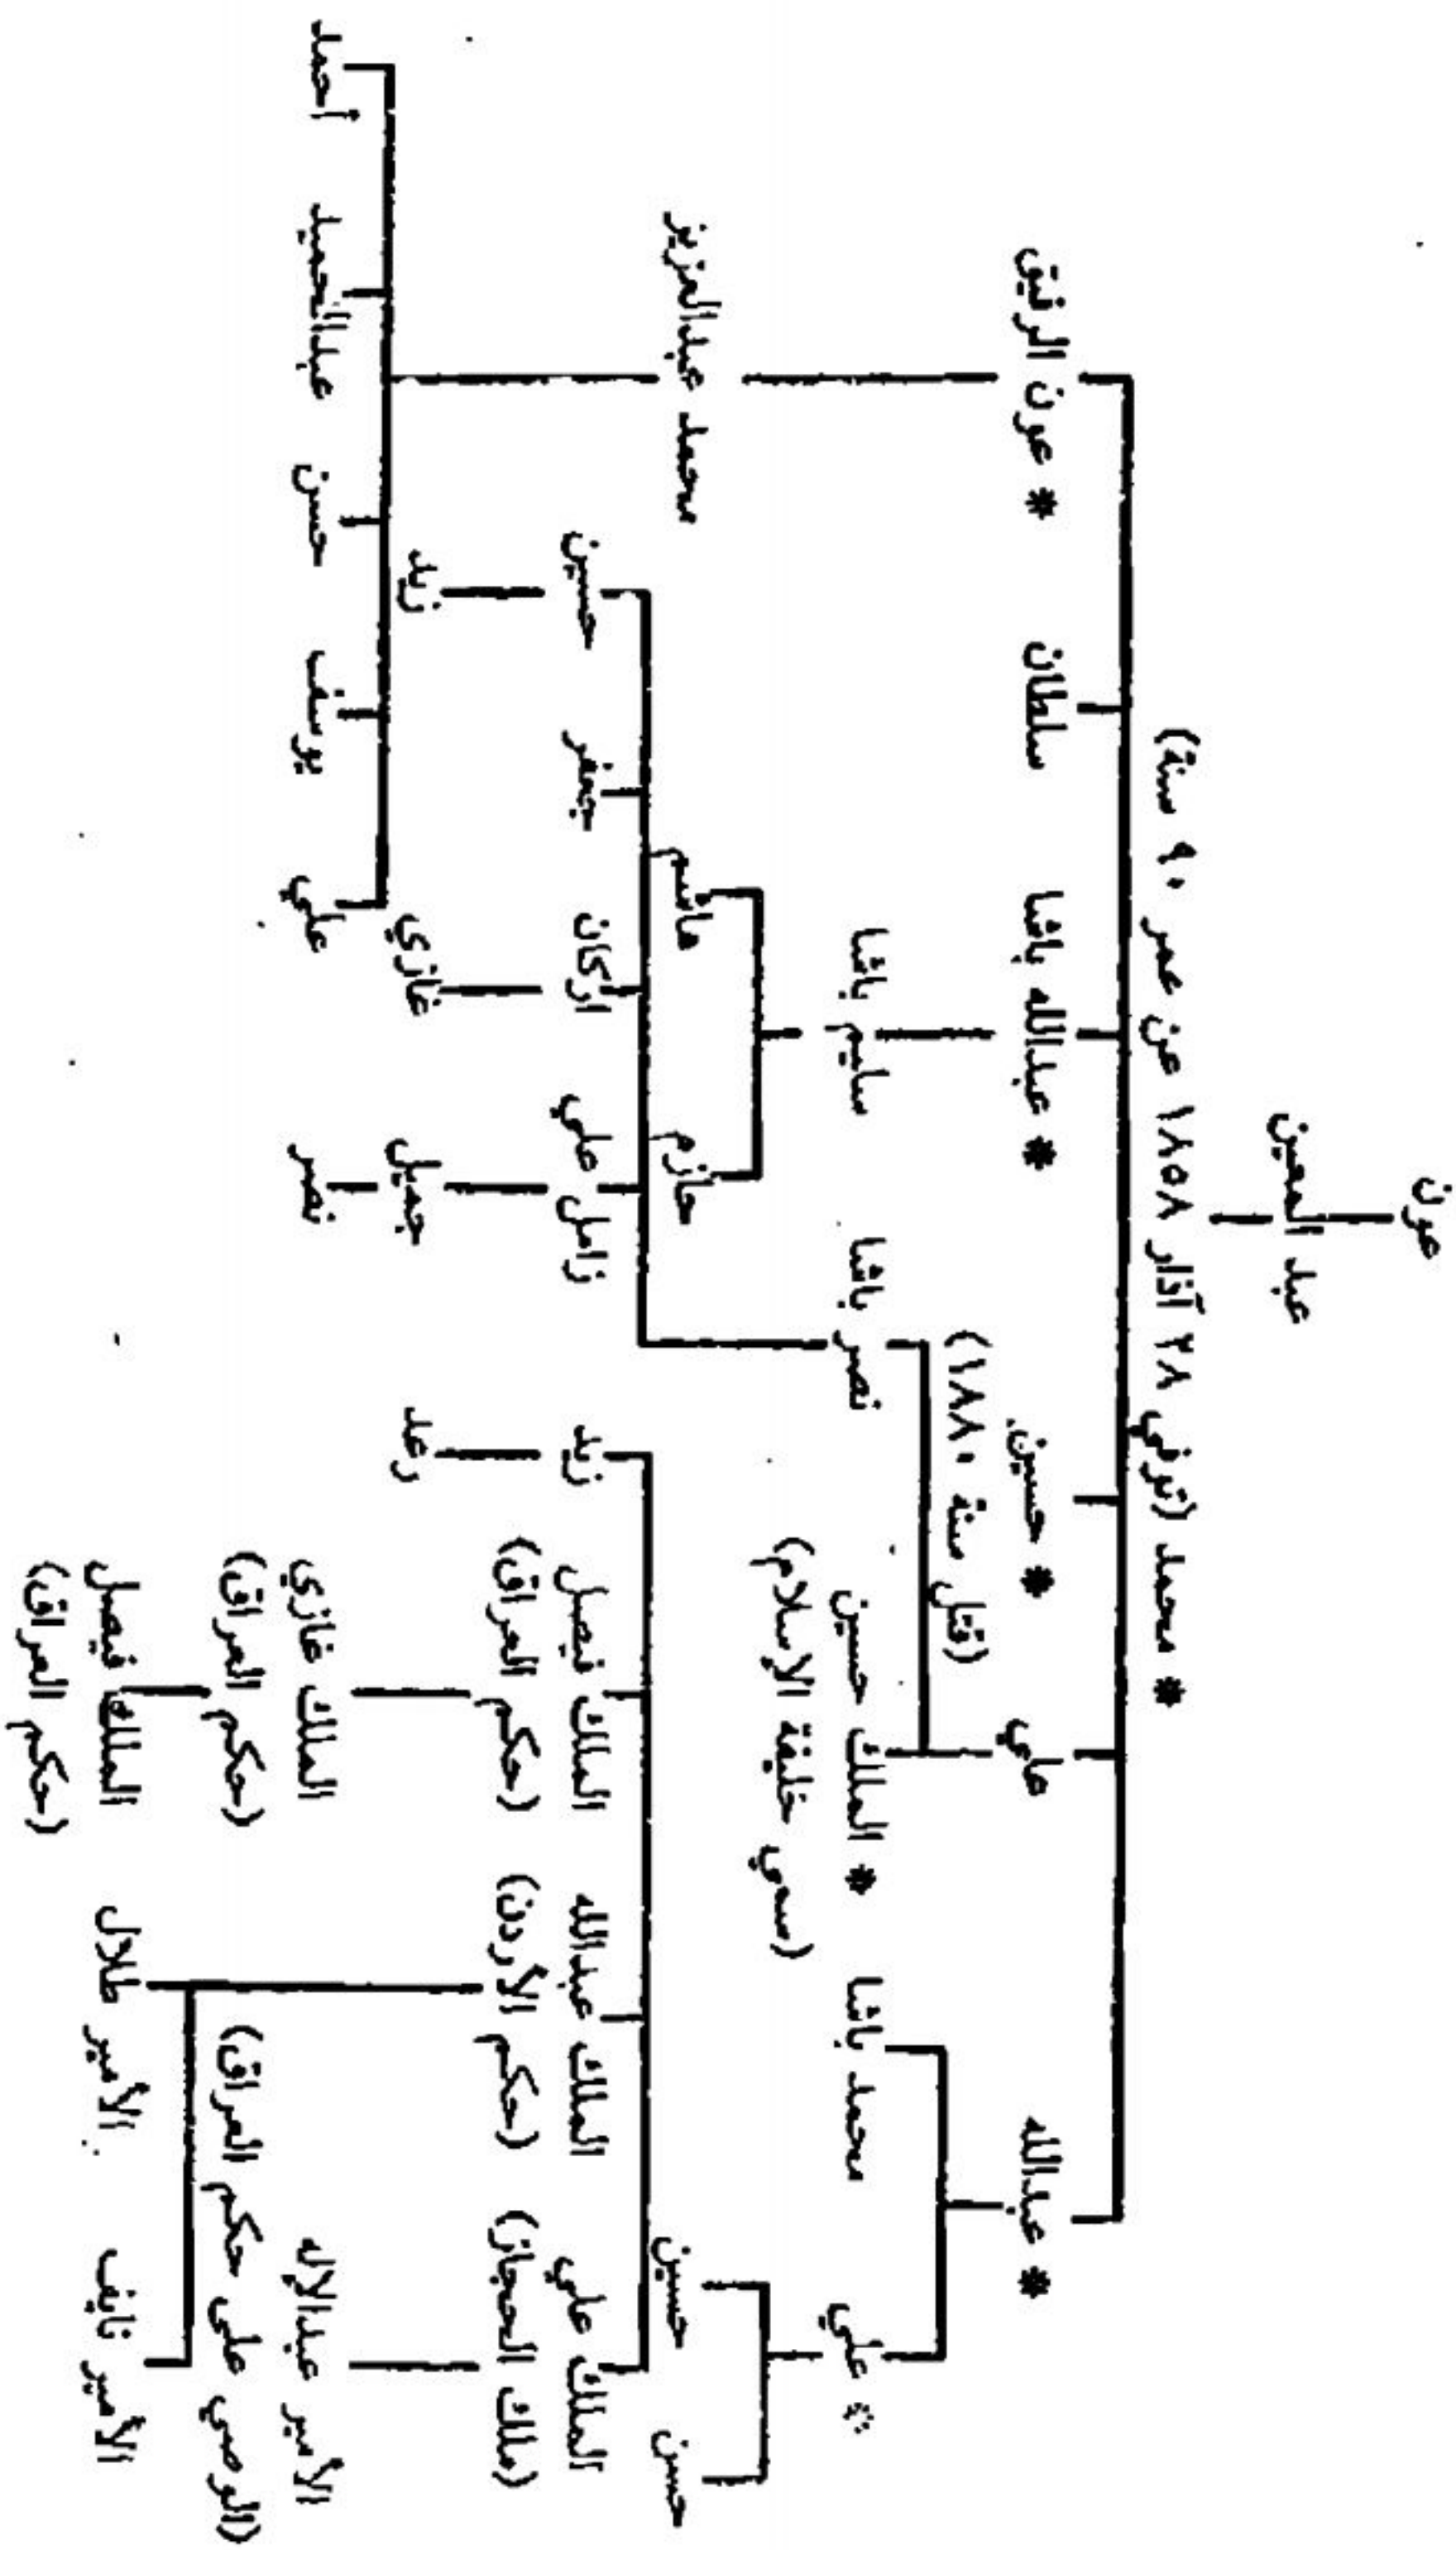 عون
عبد المعين
* محمد (توفي ٢٨ آذار ١٨٥٨ عن عمر ٩٠ سنة)
* عبدالله
علي
* حسين
* عبدالله باشا
سلطان
* عون الرفيق
(قتل سنة ١٨٨٠)
* علي
محمد باشا
* الملك حسين
نصر باشا
سليم باشا
(سمي خليفة الإسلام)
حسن
حسين
حازم
هاشم
محمد عبدالعزيز
الملك علي
الملك عبدالله
الملك فيصل
زيد
زامل علي
اركان
جعفر
حسين
(ملك الحجاز)
(حكم الأردن)
(حكم العراق)
رعد
جميل
غازي
زيد
الأمير عبدالإله
الملك غازي
نصر
علي
يوسف
حسن
عبدالحميد
أحمد
(الوصي على حكم العراق)
(حكم العراق)
الأمير نايف
الأمير طلال
الملك فيصل
(حكم العراق)